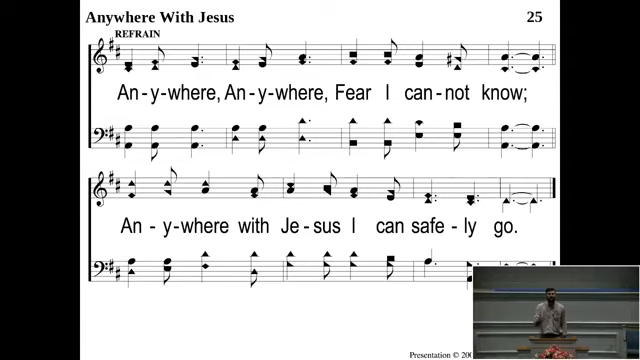 Anywhere With Jesus 25
REFRAIN
An-y-where, An-y-where, Fear I can-not know;
An-y-where with Je-sus I can safe-ly go.
Presentation © 200